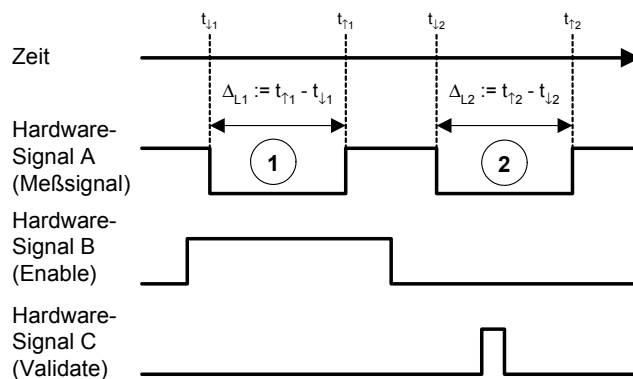 t↓1 t↑1 t↓2 t↑2
Zeit
ΔL1 := t↑1 - t↓1 ΔL2 := t↑2 - t↓2
Hardware-
Signal A
(Meßsignal)
1 2
Hardware-
Signal B
(Enable)
Hardware-
Signal C
(Validate)